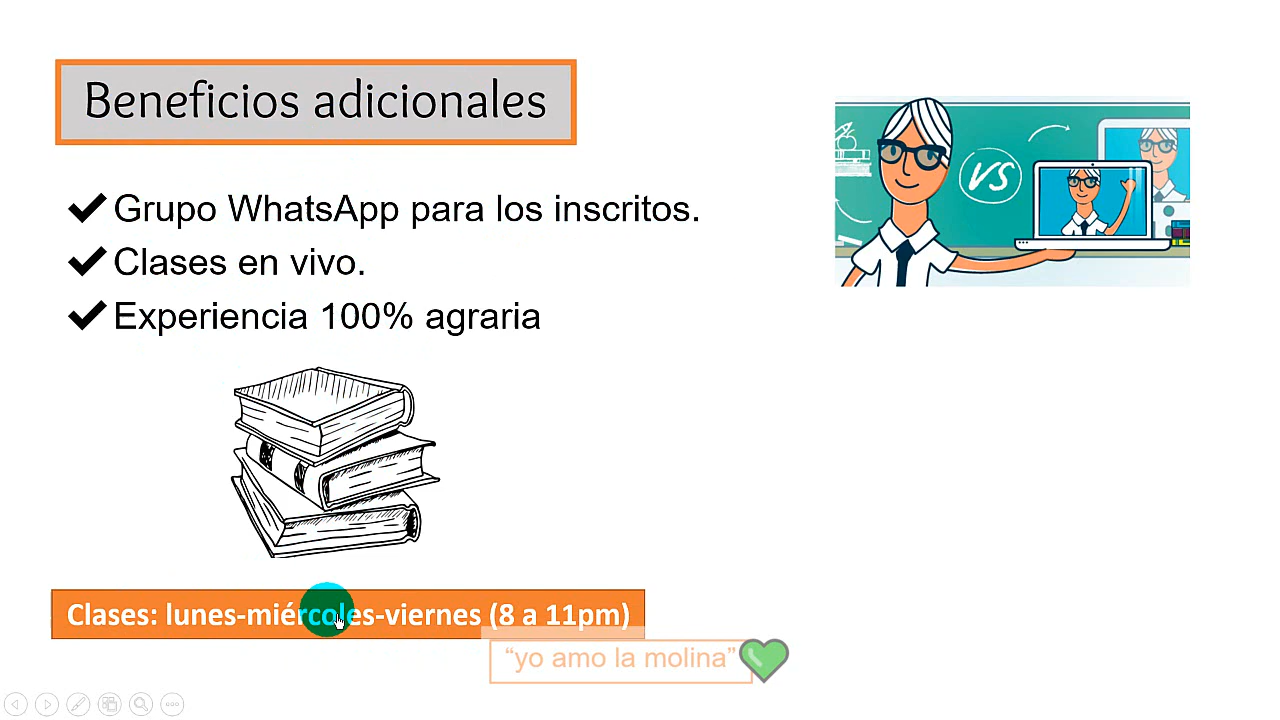 Beneficios adicionales
Grupo WhatsApp para los inscritos.
Clases en vivo.
Experiencia 100% agraria
VS
Clases: lunes-miércoles-viernes (8 a 11pm)
“yo amo la molina”